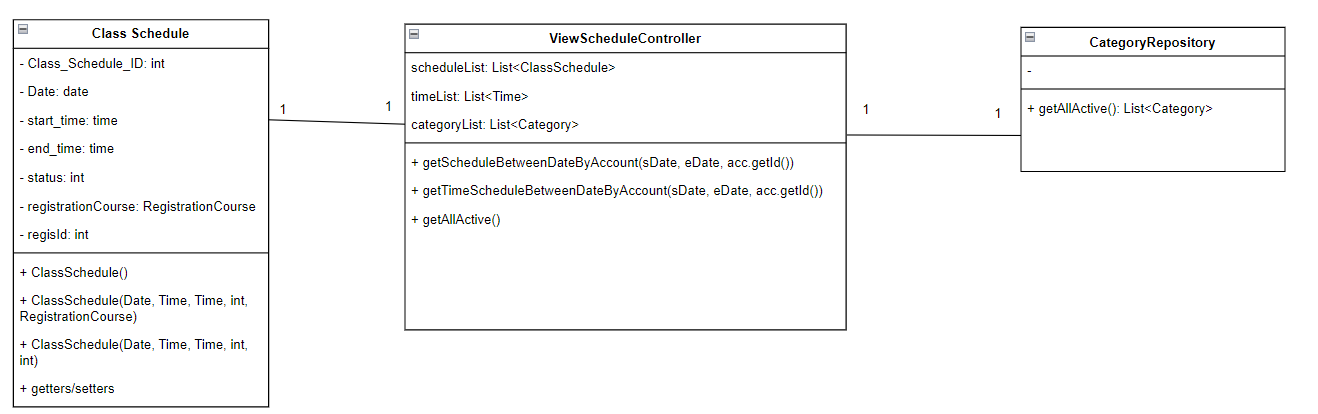 Class Schedule
- Class_Schedule_ID: int
- Date: date
- start_time: time
- end_time: time
- status: int
- registrationCourse: RegistrationCourse
- regisId: int
+ ClassSchedule()
+ ClassSchedule(Date, Time, Time, int,
RegistrationCourse)
+ ClassSchedule(Date, Time, Time, int,
int)
+ getters/setters
1
1
ViewScheduleController
scheduleList: List<ClassSchedule>
timeList: List<Time>
categoryList: List<Category>
+ getScheduleBetweenDateByAccount(sDate, eDate, acc.getId())
+ getTimeScheduleBetweenDateByAccount(sDate, eDate, acc.getId())
+ getAllActive()
1
1
CategoryRepository
-
+ getAllActive(): List<Category>